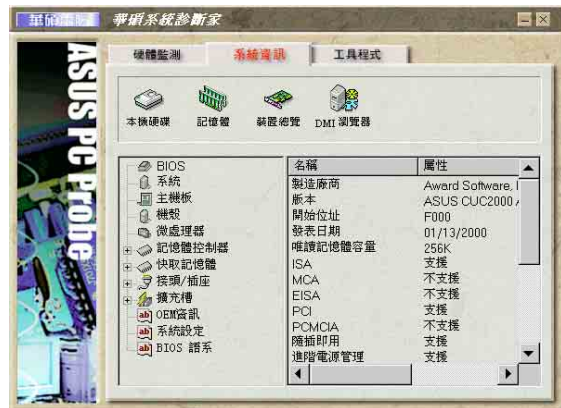 華碩電腦 華碩系統診斷家
ASUS PC Probe
硬體監測 系統資訊 工具程式
本機硬碟 記憶體 裝置總覽 DMI 瀏覽器
BIOS
系統
主機板
機殼
微處理器
記憶體控制器
快取記憶體
接頭/插座
擴充槽
OEM資訊
系統設定
BIOS 語系
名稱 屬性
製造廠商 Award Software, I
版本 ASUS CUC2000
開始位址 F000
發表日期 01/13/2000
唯讀記憶體容量 256K
ISA 支援
MCA 不支援
EISA 不支援
PCI 支援
PCMCIA 不支援
隨插即用 支援
進階電源管理 支援